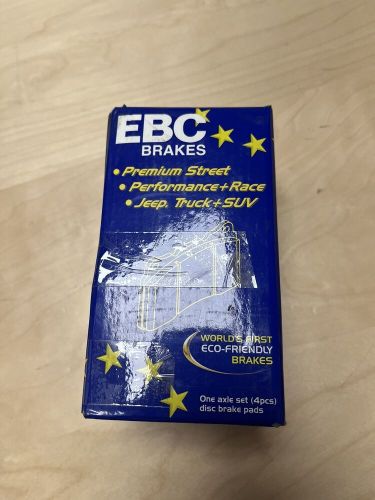 EBC
BRAKES
• Premium Street
• Performance+Race
• Jeep, Truck+SUV
WORLD'S FIRST
ECO-FRIENDLY
BRAKES
One axle set (4pcs)
disc brake pads